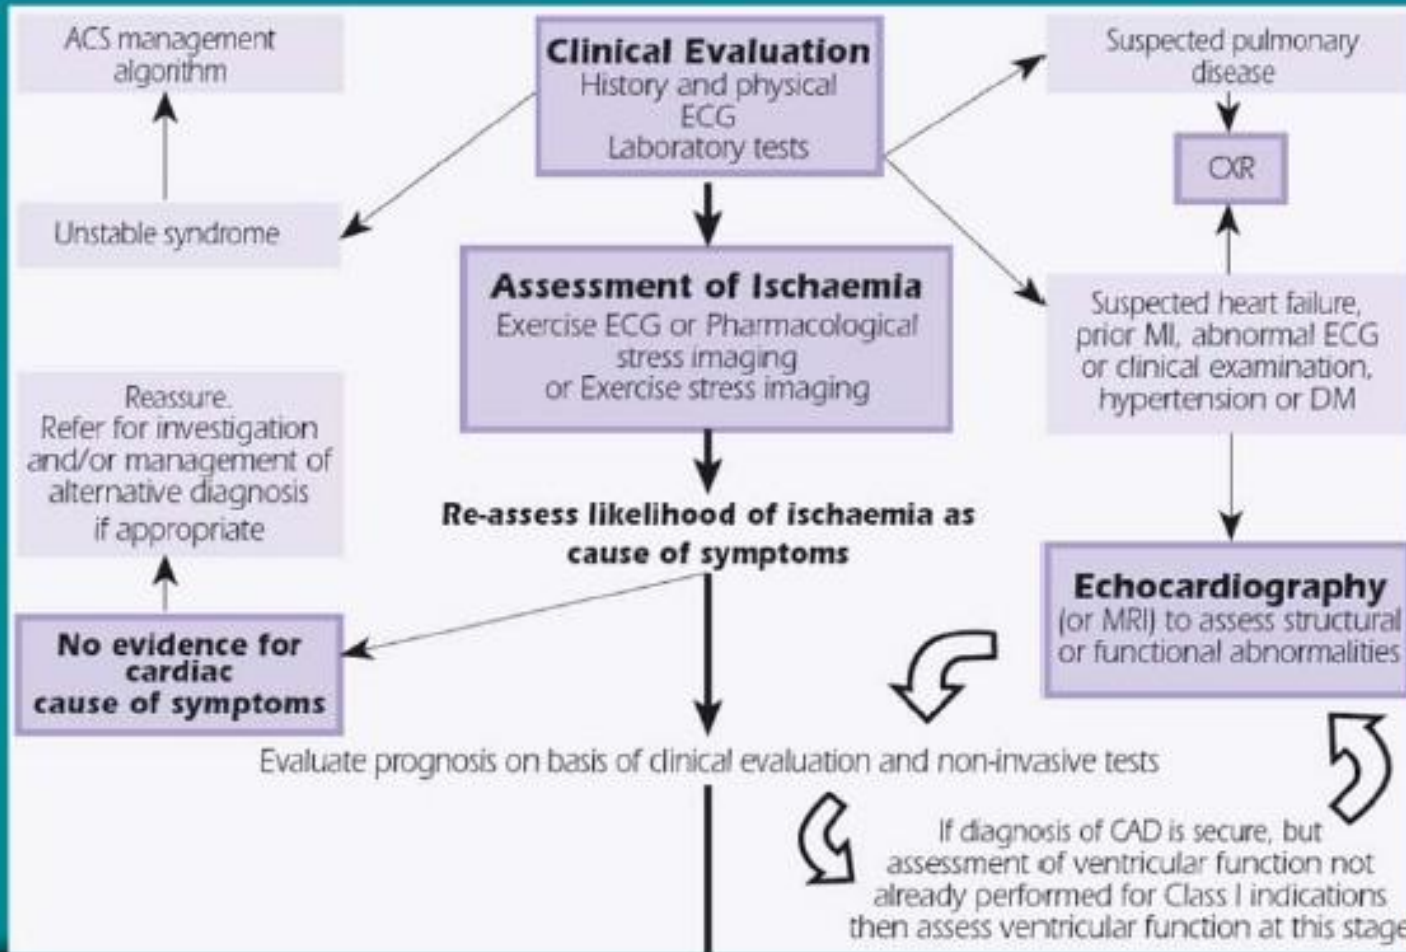 ACS management
algorithm
Clinical Evaluation
History and physical
ECG
Laboratory tests
Suspected pulmonary
disease
CXR
Unstable syndrome
Assessment of Ischaemia
Exercise ECG or Pharmacological
stress imaging
or Exercise stress imaging
Suspected heart failure,
prior MI, abnormal ECG
or clinical examination,
hypertension or DM
Reassure.
Refer for investigation
and/or management of
alternative diagnosis
if appropriate
Re-assess likelihood of ischaemia as
cause of symptoms
Echocardiography
(or MRI) to assess structural
or functional abnormalities
No evidence for
cardiac
cause of symptoms
Evaluate prognosis on basis of clinical evaluation and non-invasive tests
If diagnosis of CAD is secure, but
assessment of ventricular function not
already performed for Class I indications
then assess ventricular function at this stage